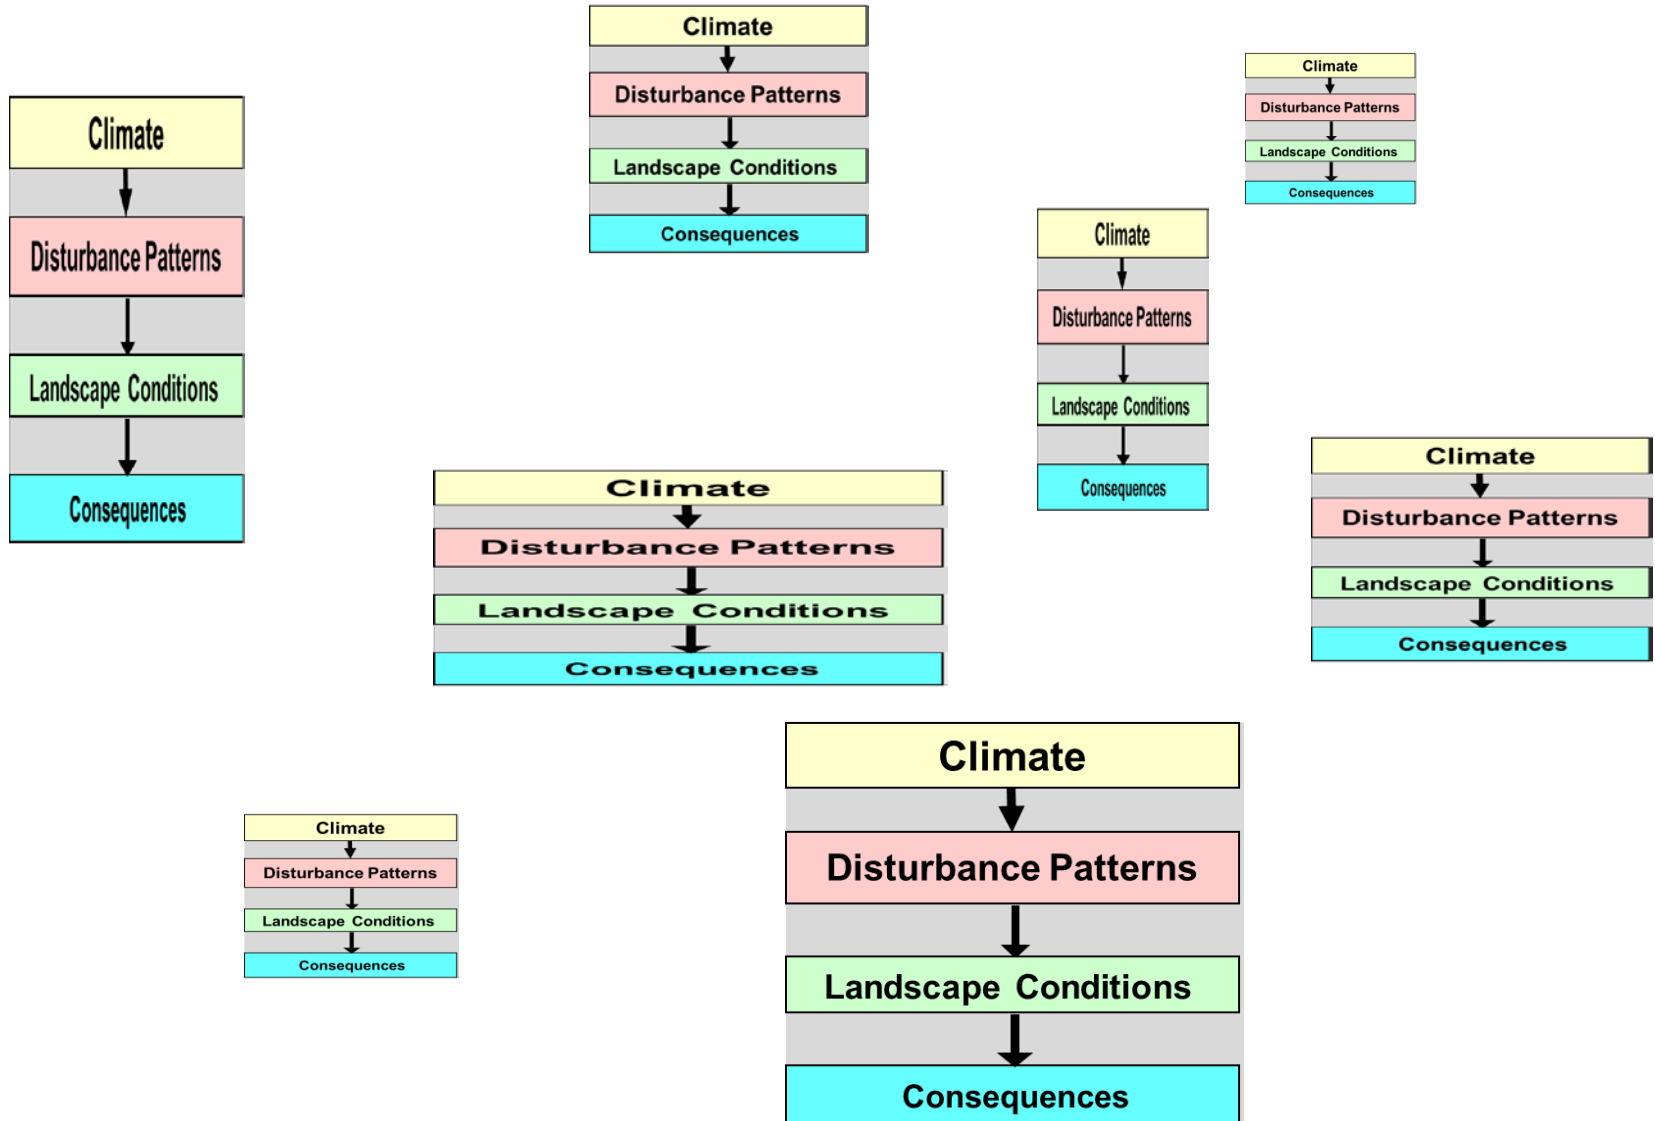 Climate
Disturbance Patterns
Landscape Conditions
Consequences
Climate
Disturbance Patterns
Landscape Conditions
Consequences
Climate
Disturbance Patterns
Landscape Conditions
Consequences
Climate
Disturbance Patterns
Landscape Conditions
Consequences
Climate
Disturbance Patterns
Landscape Conditions
Consequences
Climate
Disturbance Patterns
Landscape Conditions
Consequences
Climate
Disturbance Patterns
Landscape Conditions
Consequences
Climate
Disturbance Patterns
Landscape Conditions
Consequences